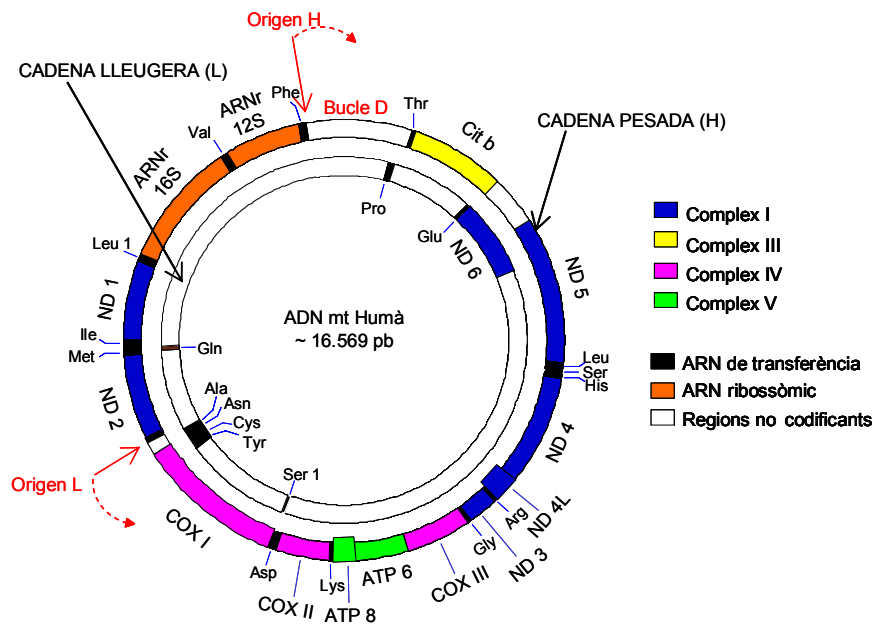 Origen H
CADENA LLEUGERA (L)
Phe
Bucle D
Thr
ARNr
12S
Val
Cit b
CADENA PESADA (H)
ARNr
16S
Pro
Glu
ND 6
Leu 1
ND 1
ND 5
Complex I
Complex III
Complex IV
Complex V
ADN mt Humà
~ 16.569 pb
Ile
Met
Gln
Leu
Ser
His
ARN de transferència
ARN ribossòmic
Regions no codificants
ND 2
Ala
Asn
Cys
Tyr
ND 4
Origen L
Ser 1
COX I
Arg
ND 4L
Gly
ND 3
Asp
COX II
Lys
ATP 8
ATP 6
COX III